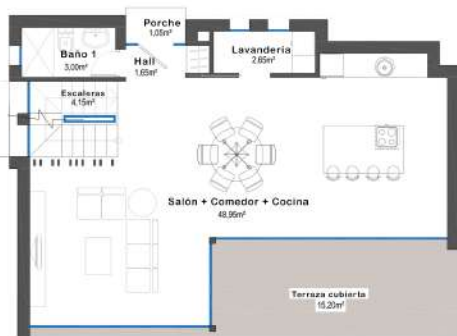 Porche
1,05m²
Baño 1
3,00m²
Hall
1,65m²
Lavandería
2,65m²
Escaleras
4,15m²
Salón + Comedor + Cocina
48,95m²
Terraza cubierta
15,20m²